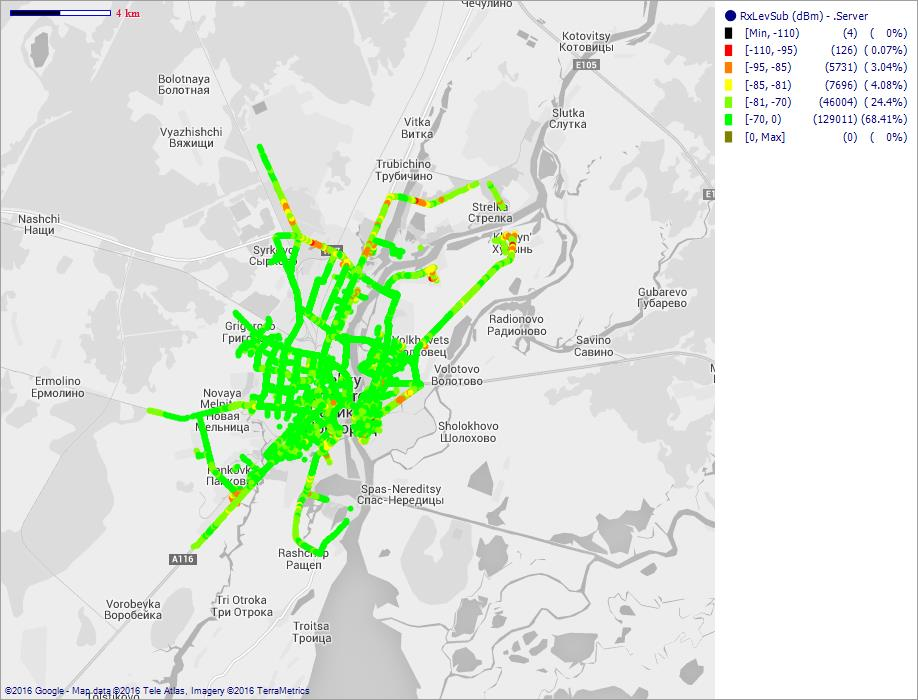 4 km
Чечулино
Kotovitsy
Котовицы
E105
Bolotnaya
Болотная
Slutka
Слутка
Vitka
Витка
Vyazhishchi
Вяжищи
Trubichino
Трубичино
E1
Strelka
Стрелка
Nashchi
Нащи
Gubarevo
Губарево
Radionovo
Радионово
Savino
Савино
Volotovo
Волотово
Ermolino
Ермолино
Novaya
Новая
Мельница
Sholokhovo
Шолохово
Spas-Nereditsy
Спас-Нередицы
A116
Ращеп
Vorobevka
Воробейка
Tri Otroka
Три Отрока
Troitsa
Троица
©2016 Google - Map data ©2016 Tele Atlas, Imagery ©2016 TerraMetrics
RxLevSub (dBm) - .Server
[Min, -110) (4) ( 0%)
[-110, -95) (126) ( 0.07%)
[-95, -85) (5731) ( 3.04%)
[-85, -81) (7696) ( 4.08%)
[-81, -70) (46004) ( 24.4%)
[-70, 0) (129011) (68.41%)
[0, Max] (0) ( 0%)